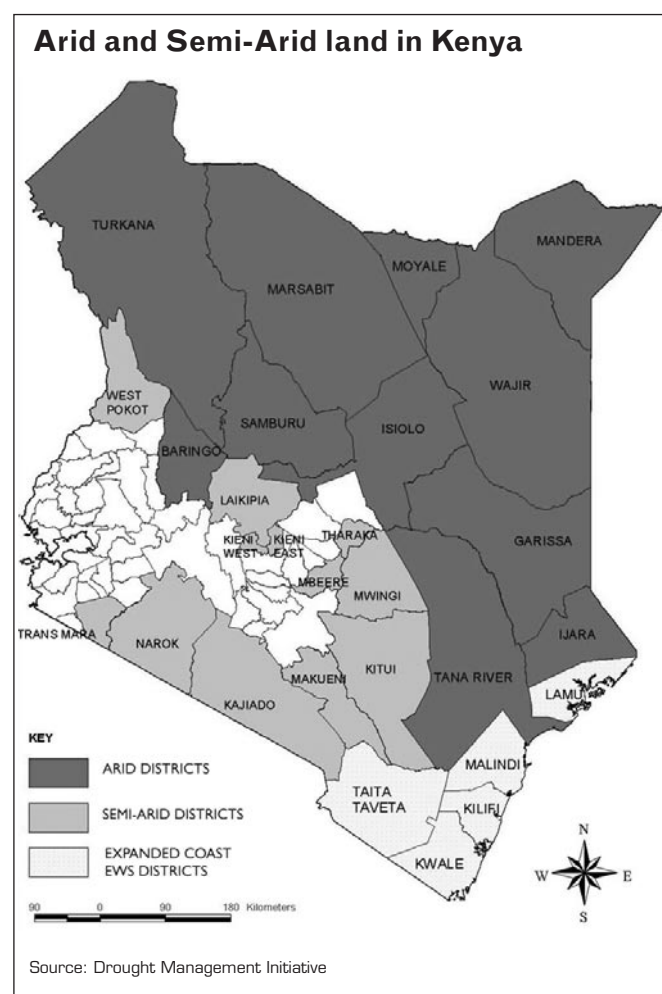 Arid and Semi-Arid land in Kenya
TURKANA
MANDERA
MOYALE
MARSABIT
WAJIR
WEST
POKOT
SAMBURU
ISIOLO
BARINGO
LAIKIPIA
KIENI
WEST
KIENI
EAST
THARAKA
GARISSA
MBEERE
MWINGI
TRANS MARA
NAROK
IJARA
KITUI
MAKUENI
TANA RIVER
LAMU
KAJIADO
KEY
ARID DISTRICTS
SEMI-ARID DISTRICTS
EXPANDED COAST
EWS DISTRICTS
MALINDI
TAITA
TAVETA
KILIFI
KWALE
N
W E
S
90 0 90 180 Kilometers
Source: Drought Management Initiative